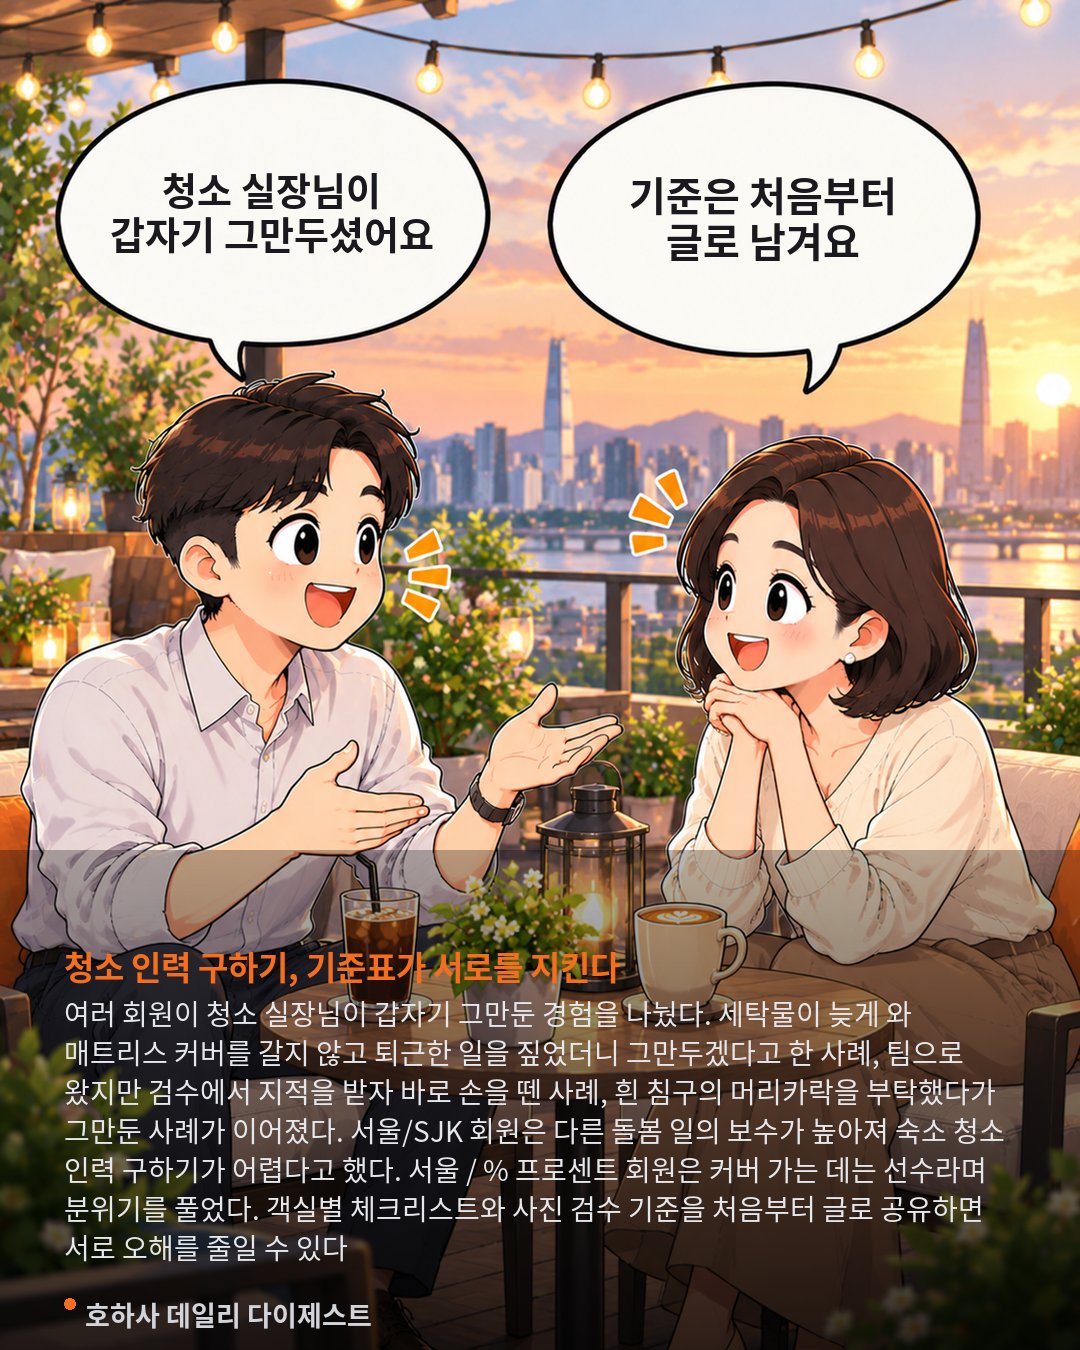 청소 실장님이
갑자기 그만두셨어요
기준은 처음부터
글로 남겨요
청소 인력 구하기, 기준표가 서로를 지킨다
여러 회원이 청소 실장님이 갑자기 그만둔 경험을 나눴다. 세탁물이 늦게 와
매트리스 커버를 갈지 않고 퇴근한 일을 짚었더니 그만두겠다고 한 사례, 팀으로
왔지만 검수에서 지적을 받자 바로 손을 뗀 사례, 흰 침구의 머리카락을 부탁했다가
그만둔 사례가 이어졌다. 서울/SJK 회원은 다른 돌봄 일의 보수가 높아져 숙소 청소
인력 구하기가 어렵다고 했다. 서울 / % 프로센트 회원은 커버 가는 데는 선수라며
분위기를 풀었다. 객실별 체크리스트와 사진 검수 기준을 처음부터 글로 공유하면
서로 오해를 줄일 수 있다
호하사 데일리 다이제스트